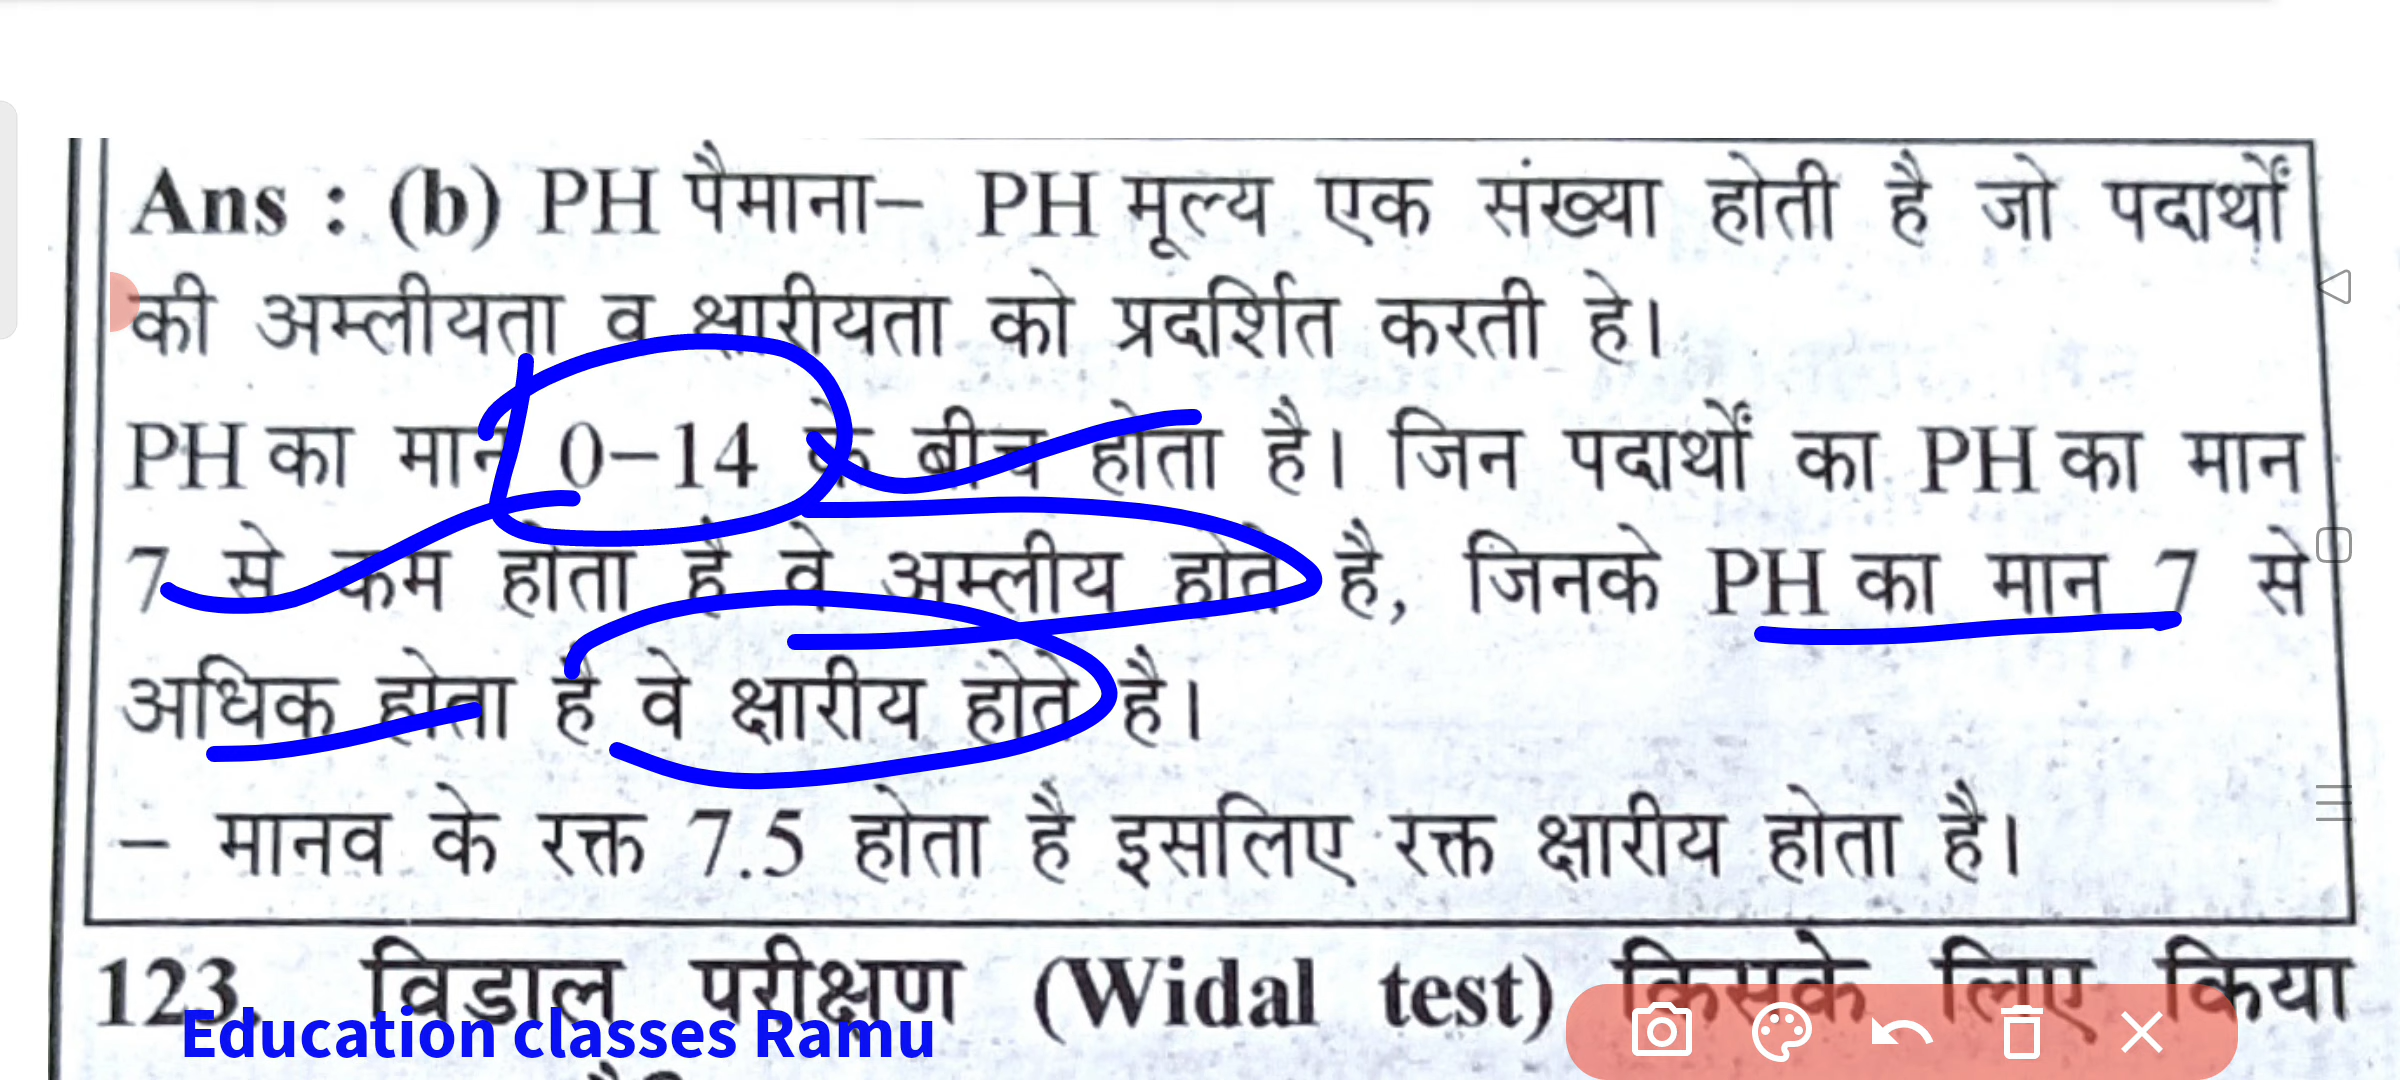 Ans : (b) PH पैमाना– PH मूल्य एक संख्या होती है जो पदार्थों
की अम्लीयता व क्षारीयता को प्रदर्शित करती हे।
PH का मान 0–14 के बीच होता है। जिन पदार्थों का PH का मान
7 से कम होता है वे अम्लीय होते है, जिनके PH का मान 7 से
अधिक होता है वे क्षारीय होते है।
– मानव के रक्त 7.5 होता है इसलिए रक्त क्षारीय होता है।
123. विडाल परीक्षण (Widal test) किसके लिए किया
Education classes Ramu